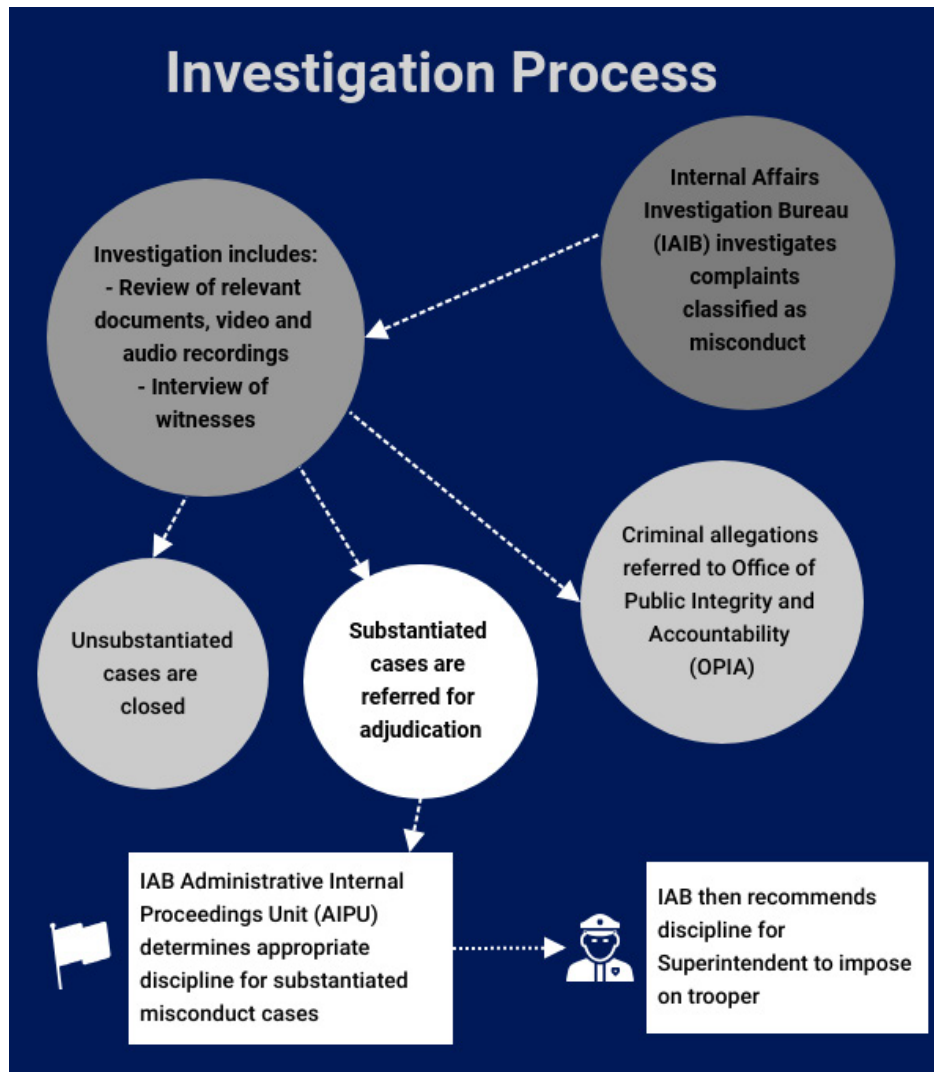 Investigation Process
Internal Affairs
Investigation Bureau
(IAIB) investigates
complaints
classified as
misconduct
Investigation includes:
- Review of relevant
documents, video and
audio recordings
- Interview of
witnesses
Criminal allegations
referred to Office of
Public Integrity and
Accountability
(OPIA)
Unsubstantiated
cases are
closed
Substantiated
cases are
referred for
adjudication
IAB Administrative Internal
Proceedings Unit (AIPU)
determines appropriate
discipline for substantiated
misconduct cases
IAB then recommends
discipline for
Superintendent to impose
on trooper